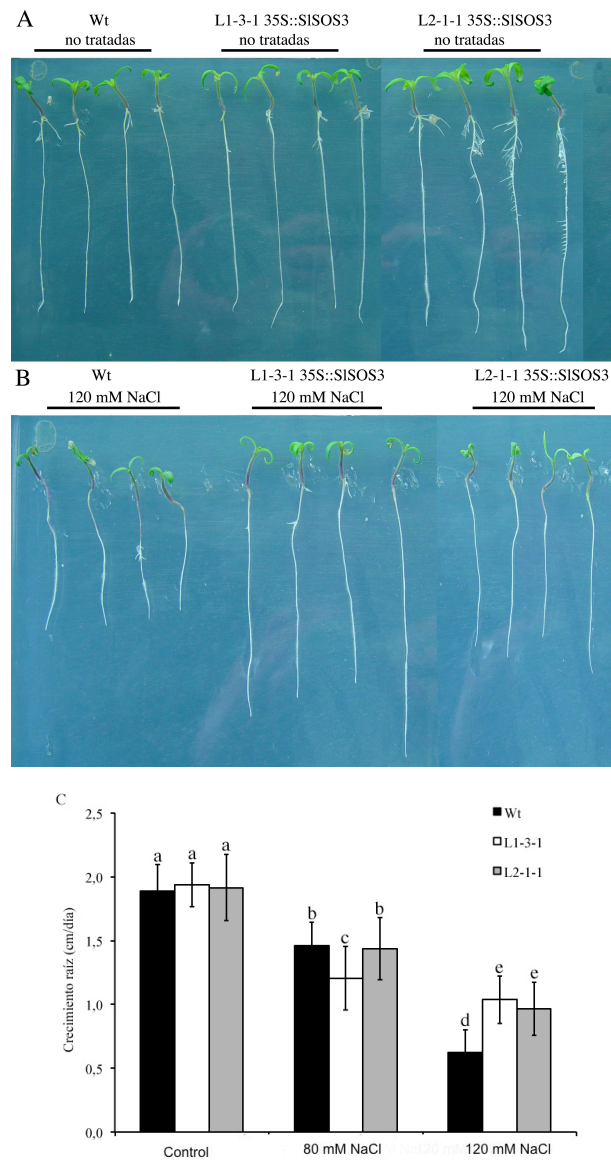 A
Wt
no tratadas
L1-3-1 35S::SlSOS3
no tratadas
L2-1-1 35S::SlSOS3
no tratadas
B
Wt
120 mM NaCl
L1-3-1 35S::SlSOS3
120 mM NaCl
L2-1-1 35S::SlSOS3
120 mM NaCl
C
Crecimiento raíz (cm/día)
2,5
2,0
1,5
1,0
0,5
0,0
a a a
b c b
d e e
Wt
L1-3-1
L2-1-1
Control 80 mM NaCl 120 mM NaCl